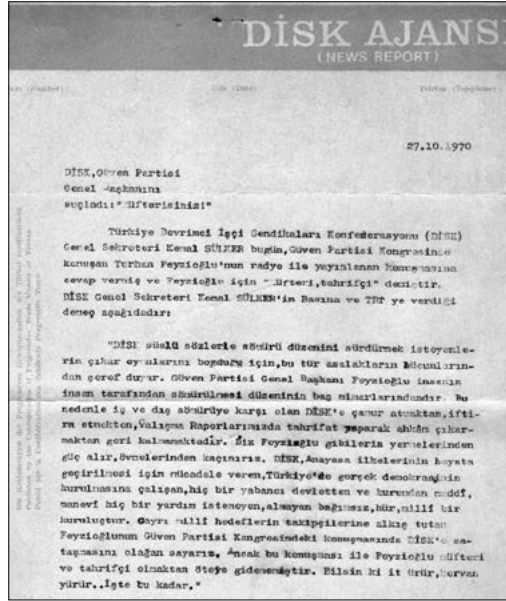 DİSK AJANSI
(NEWS REPORT)
27.10.1970
DİSK,Güven Partisi
Genel Başkanını
suçladı:"Müfterisiniz!"
Türkiye Devrimci İşçi Sendikaları Konfederasyonu (DİSK)
Genel Sekreteri Kemal SÜLKER bugün,Güven Partisi Kongresinde
konuşan Turhan Feyzioğlu'nun radyo ile yayınlanan konuşmasına
cevap vermiş ve Feyzioğlu için "müfteri,tahrifçi" demiştir.
DİSK Genel Sekreteri Kemal SÜLKER'in Basına ve TRT ye verdiği
demeç aşağıdadır:
"DİSK süslü sözlerle sömürü düzenini sürdürmek isteyenle-
rin çıkar oyunlarını bozduğu için,bu tür asalakların hücumların-
dan şeref duyar. Güven Partisi Genel Başkanı Feyzioğlu insanın
insan tarafından sömürülmesi düzeninin baş mimarlarındandır. Bu
nedenle iç ve dış sömürüye karşı olan DİSK'e çamur atmaktan,ifti-
ra etmekten,Çalışma Raporlarımızda tahrifat yaparak ahkâm çıkar-
maktan geri kalmamaktadır. Biz Feyzioğlu gibilerin yermelerinden
güç alır,övmelerinden kaçınırız. DİSK,Anayasa ilkelerinin hayata
geçirilmesi için mücadele veren,Türkiye'de gerçek demokrasinin
kurulmasına çalışan,hiç bir yabancı devletten ve kurumdan maddî,
manevî hiç bir yardım istemeyen,almayan bağımsız,hür,millî bir
kuruluştur. Gayrı millî hedeflerin takipçilerine alkış tutan
Feyzioğlunun Güven Partisi Kongresindeki konuşmasında DİSK'e sa-
taşmasını olağan sayarız. Ancak bu konuşması ile Feyzioğlu müfteri
ve tahrifçi olmaktan öteye gidememiştir. Bilsin ki it ürür,kervan
yürür..İşte bu kadar."